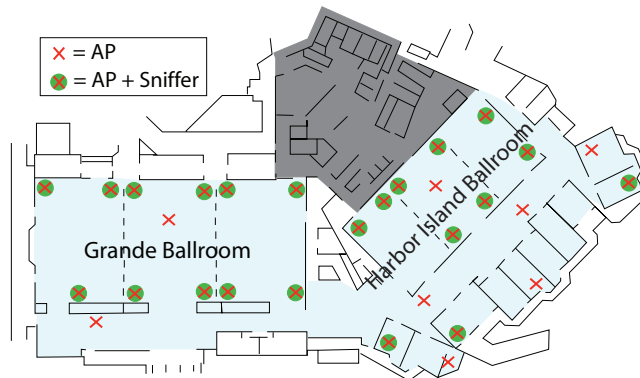 = AP
= AP + Sniffer
Grande Ballroom
Harbor Island Ballroom